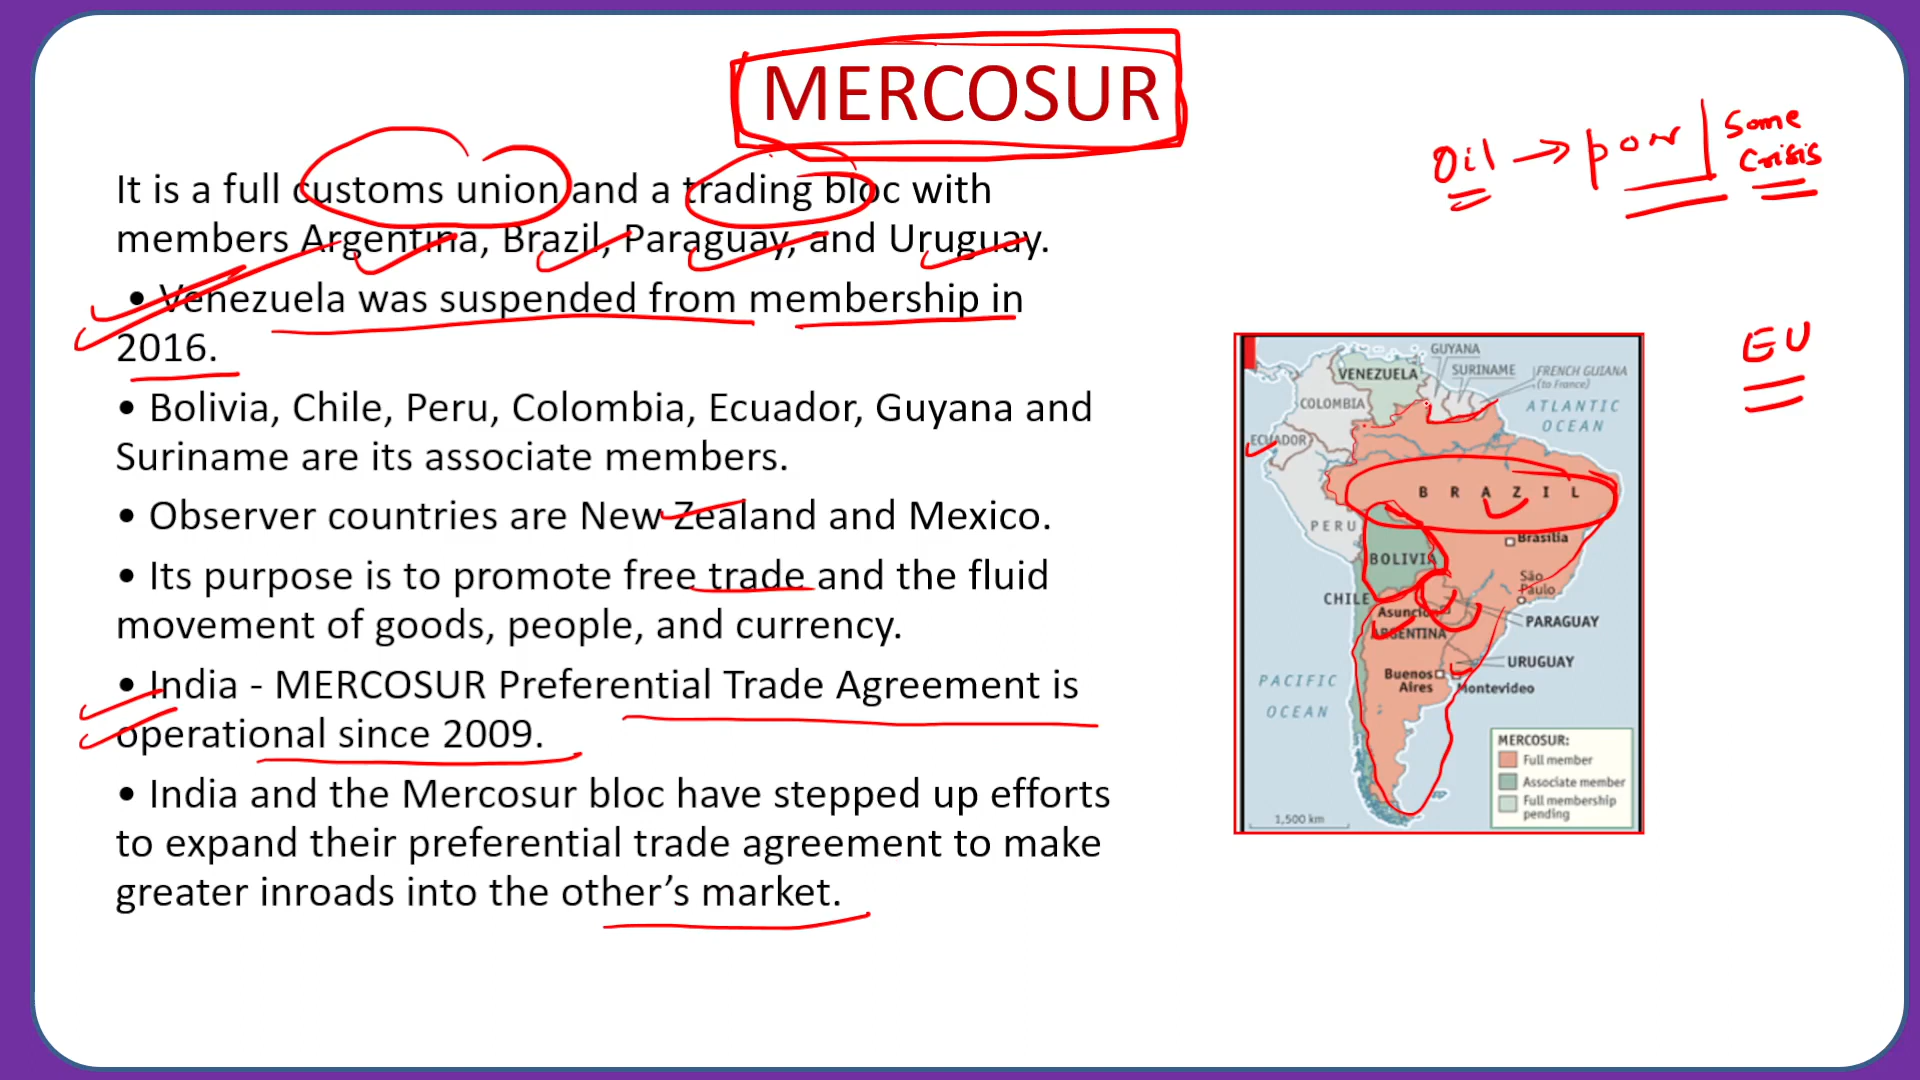 MERCOSUR
It is a full customs union and a trading bloc with
members Argentina, Brazil, Paraguay, and Uruguay.
• Venezuela was suspended from membership in
2016.
• Bolivia, Chile, Peru, Colombia, Ecuador, Guyana and
Suriname are its associate members.
• Observer countries are New Zealand and Mexico.
• Its purpose is to promote free trade and the fluid
movement of goods, people, and currency.
• India - MERCOSUR Preferential Trade Agreement is
operational since 2009.
• India and the Mercosur bloc have stepped up efforts
to expand their preferential trade agreement to make
greater inroads into the other's market.
Oil → poor | Some
Crisis
EU
GUYANA
VENEZUELA
SURINAME
FRENCH GUIANA
(to France)
COLOMBIA
ATLANTIC
OCEAN
ECUADOR
BRAZIL
PERU
Brasilia
BOLIVIA
São
Paulo
CHILE
Asuncion
PARAGUAY
ARGENTINA
URUGUAY
Buenos
Aires
Montevideo
PACIFIC
OCEAN
MERCOSUR:
Full member
Associate member
Full membership
pending
1,500 km